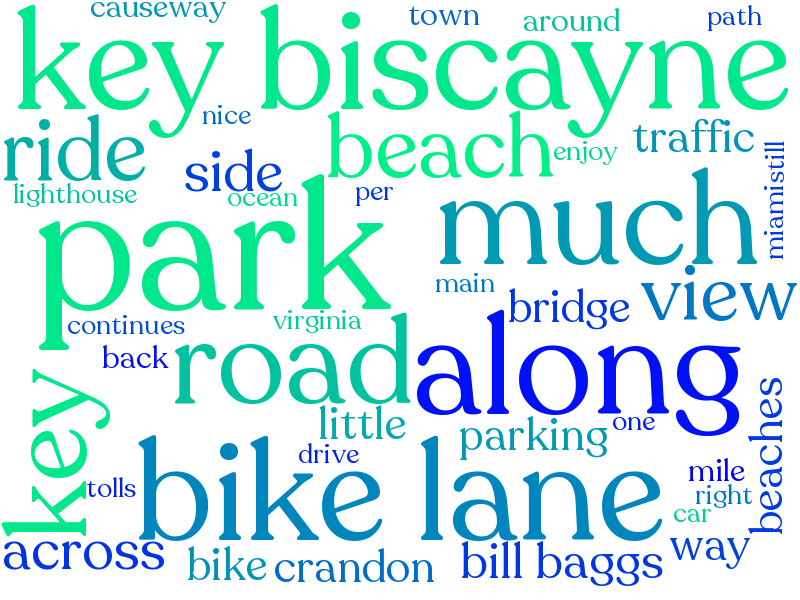 causeway
town
around
path
key biscayne
nice
ride
beach
traffic
side
enjoy
lighthouse
ocean
per
miami
still
park
much
main
view
bridge
continues
virginia
back
road
along
little
key
beaches
one
parking
drive
bike lane
mile
tolls
right
car
across
way
bike
crandon
bill baggs